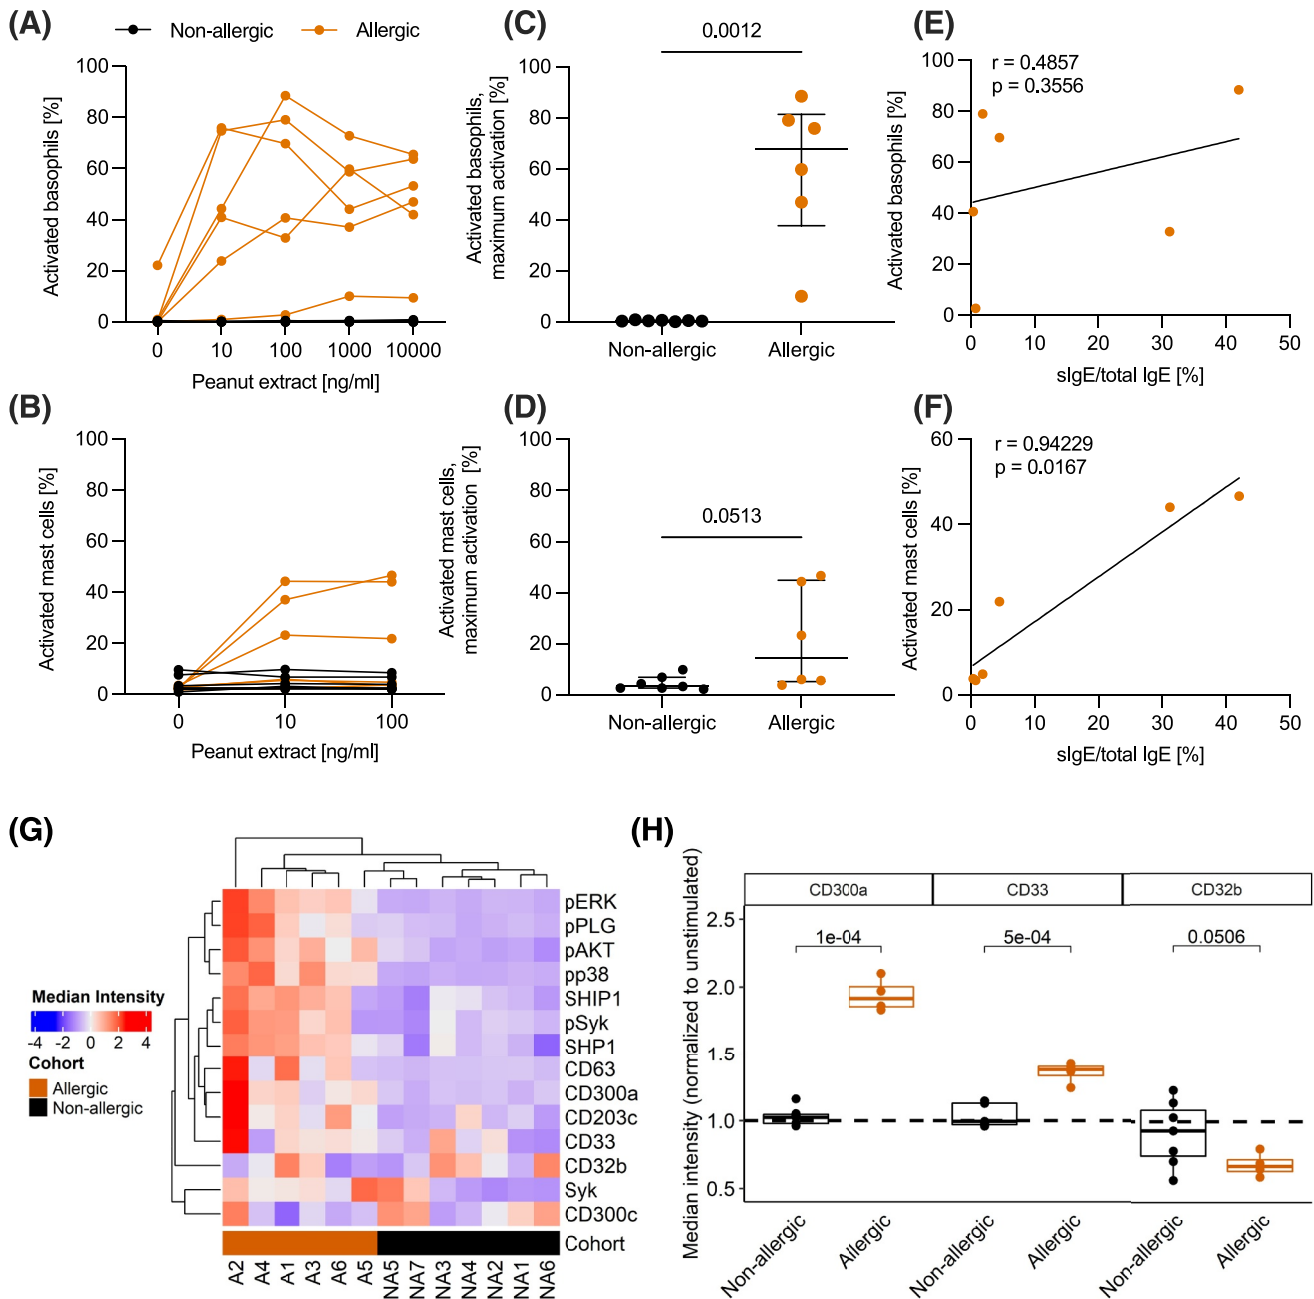 (A)
Non-allergic
Allergic
Activated basophils [%]
100
80
60
40
20
0
0 10 100 1000 10000
Peanut extract [ng/ml]
(C)
0.0012
Activated basophils,
maximum activation [%]
100
80
60
40
20
0
Non-allergic Allergic
(E)
r = 0.4857
p = 0.3556
Activated basophils [%]
100
80
60
40
20
0
0 10 20 30 40 50
sIgE/total IgE [%]
(B)
Activated mast cells [%]
100
80
60
40
20
0
0 10 100
Peanut extract [ng/ml]
(D)
0.0513
Activated mast cells,
maximum activation [%]
100
80
60
40
20
0
Non-allergic Allergic
(F)
r = 0.94229
p = 0.0167
Activated mast cells [%]
60
40
20
0
0 10 20 30 40 50
sIgE/total IgE [%]
(G)
Median Intensity
-4 -2 0 2 4
Cohort
Allergic
Non-allergic
pERK
pPLG
pAKT
pp38
SHIP1
pSyk
SHP1
CD63
CD300a
CD203c
CD33
CD32b
Syk
CD300c
Cohort
A2 A4 A1 A3 A6 A5 NA5 NA7 NA3 NA4 NA2 NA1 NA6
(H)
Median intensity (normalized to unstimulated)
CD300a CD33 CD32b
2.5
2.0
1.5
1.0
0.5
1e-04 5e-04 0.0506
Non-allergic Allergic Non-allergic Allergic Non-allergic Allergic